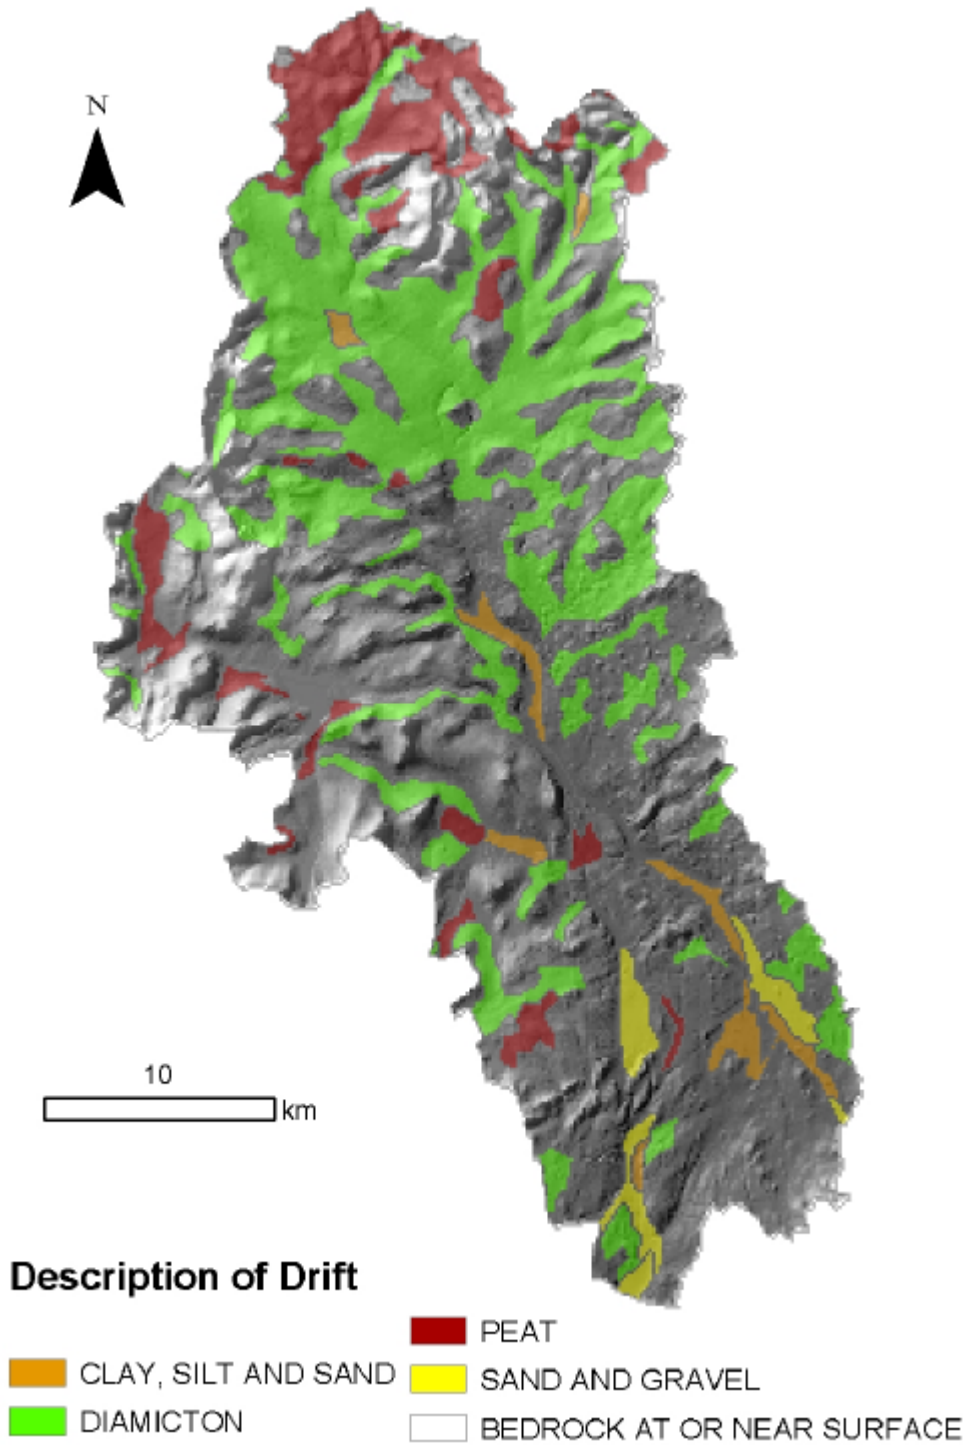 N
10
km
Description of Drift
PEAT
CLAY, SILT AND SAND
SAND AND GRAVEL
DIAMICTON
BEDROCK AT OR NEAR SURFACE